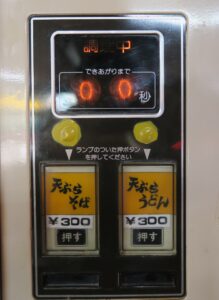 調理中
できあがりまで
00秒
ランプのついた押ボタン
を押してください
天ぷら
そば
¥300
押す
天ぷら
うどん
¥300
押す